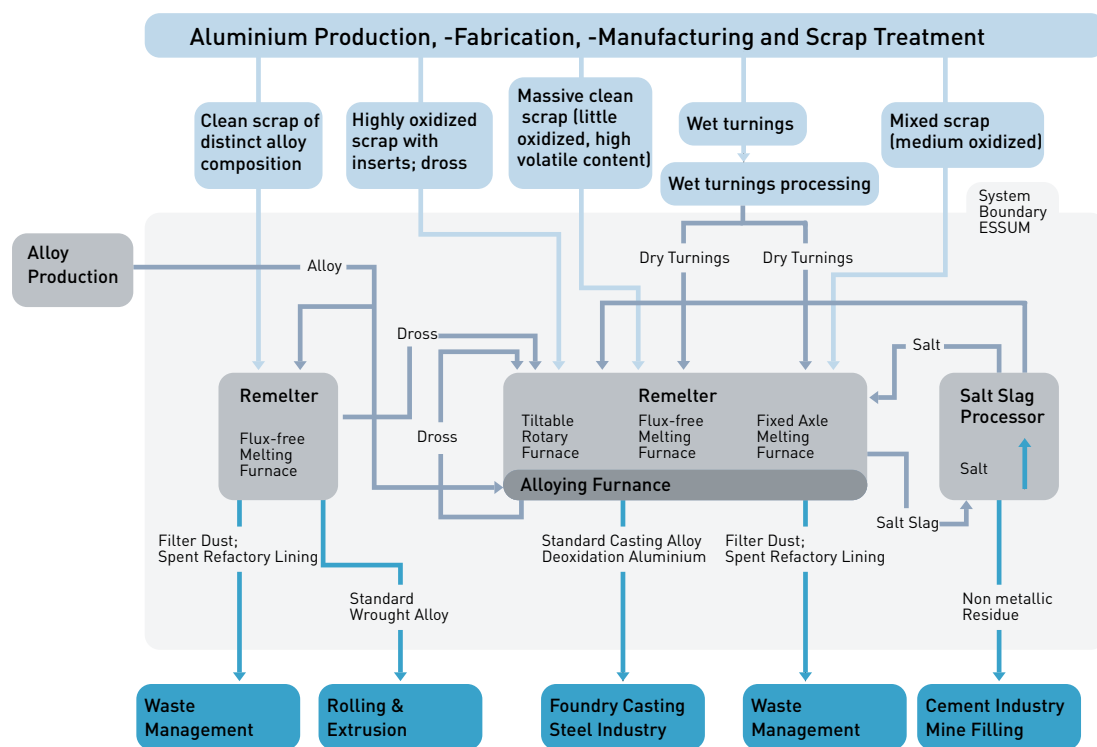 Aluminium Production, -Fabrication, -Manufacturing and Scrap Treatment
Clean scrap of
distinct alloy
composition
Highly oxidized
scrap with
inserts; dross
Massive clean
scrap (little
oxidized, high
volatile content)
Wet turnings
Mixed scrap
(medium oxidized)
Wet turnings processing
System
Boundary
ESSUM
Alloy
Production
Alloy
Dry Turnings
Dry Turnings
Dross
Salt
Remelter
Flux-free
Melting
Furnace
Dross
Remelter
Tiltable
Rotary
Furnace
Flux-free
Melting
Furnace
Fixed Axle
Melting
Furnace
Alloying Furnance
Salt Slag
Processor
Salt
Salt Slag
Filter Dust;
Spent Refactory Lining
Standard
Wrought Alloy
Standard Casting Alloy
Deoxidation Aluminium
Filter Dust;
Spent Refactory Lining
Non metallic
Residue
Waste
Management
Rolling &
Extrusion
Foundry Casting
Steel Industry
Waste
Management
Cement Industry
Mine Filling